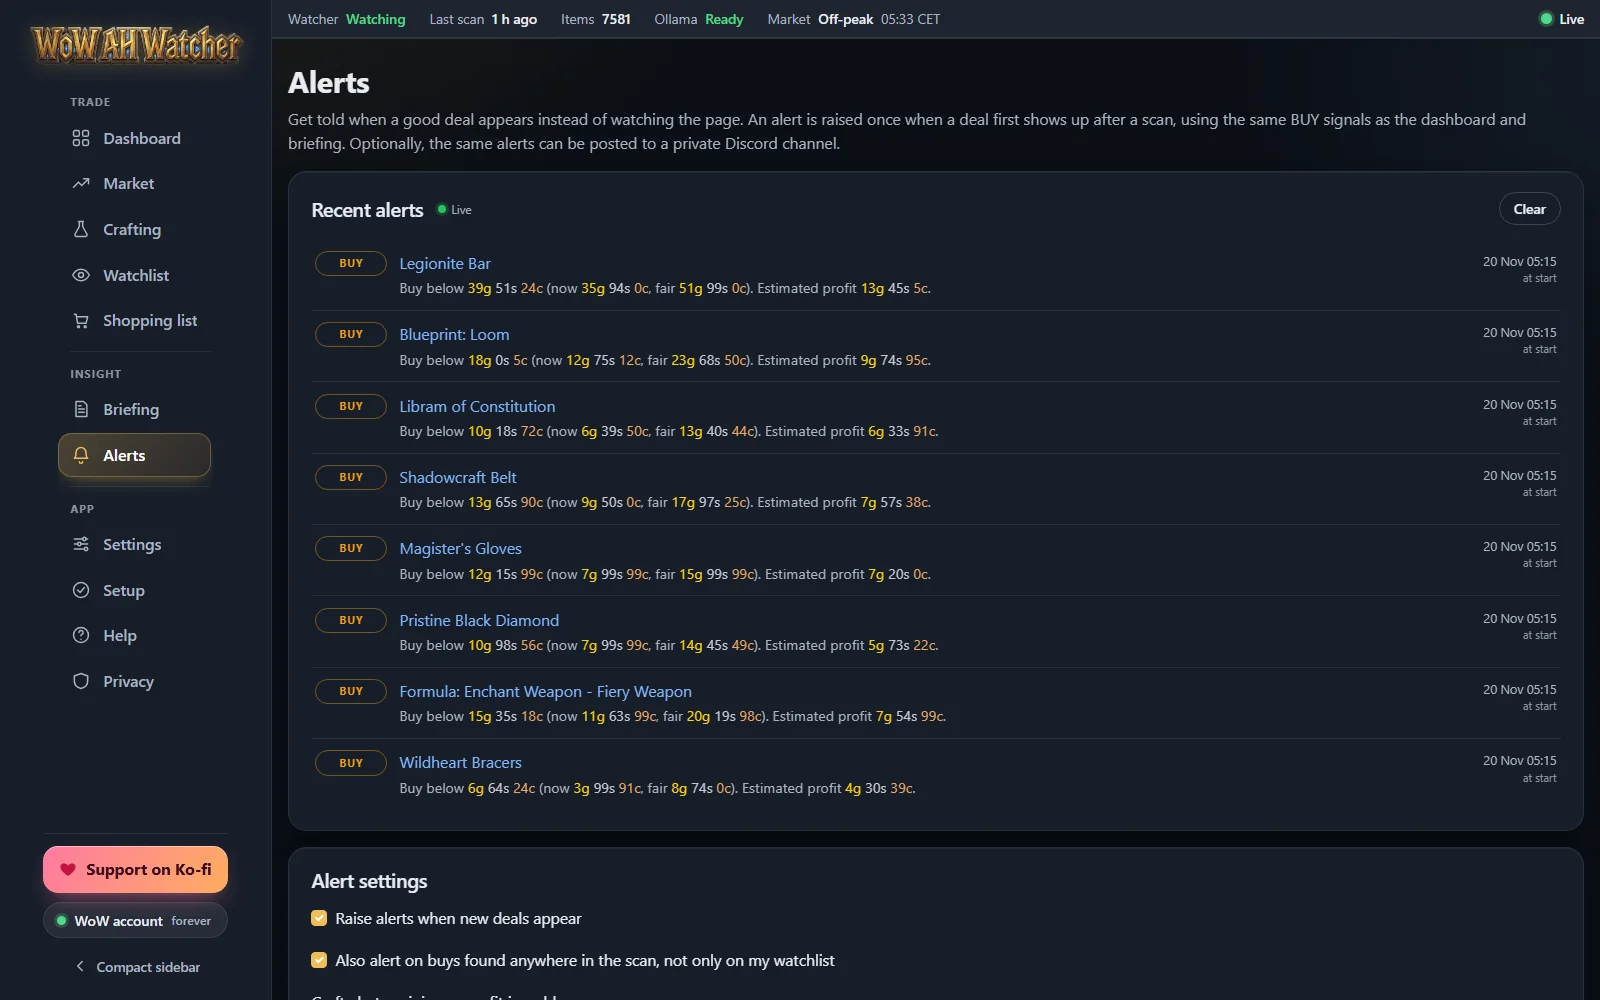 WoW AH Watcher
Watcher Watching Last scan 1 h ago Items 7581 Ollama Ready Market Off-peak 05:33 CET
Live
TRADE
Dashboard
Market
Crafting
Watchlist
Shopping list
INSIGHT
Briefing
Alerts
APP
Settings
Setup
Help
Privacy
Support on Ko-fi
WoW account forever
Compact sidebar
Alerts
Get told when a good deal appears instead of watching the page. An alert is raised once when a deal first shows up after a scan, using the same BUY signals as the dashboard and
briefing. Optionally, the same alerts can be posted to a private Discord channel.
Recent alerts Live
Clear
BUY Legionite Bar 20 Nov 05:15
Buy below 39g 51s 24c (now 35g 94s 0c, fair 51g 99s 0c). Estimated profit 13g 45s 5c. at start
BUY Blueprint: Loom 20 Nov 05:15
Buy below 18g 0s 5c (now 12g 75s 12c, fair 23g 68s 50c). Estimated profit 9g 74s 95c. at start
BUY Libram of Constitution 20 Nov 05:15
Buy below 10g 18s 72c (now 6g 39s 50c, fair 13g 40s 44c). Estimated profit 6g 33s 91c. at start
BUY Shadowcraft Belt 20 Nov 05:15
Buy below 13g 65s 90c (now 9g 50s 0c, fair 17g 97s 25c). Estimated profit 7g 57s 38c. at start
BUY Magister's Gloves 20 Nov 05:15
Buy below 12g 15s 99c (now 7g 99s 99c, fair 15g 99s 99c). Estimated profit 7g 20s 0c. at start
BUY Pristine Black Diamond 20 Nov 05:15
Buy below 10g 98s 56c (now 7g 99s 99c, fair 14g 45s 49c). Estimated profit 5g 73s 22c. at start
BUY Formula: Enchant Weapon - Fiery Weapon 20 Nov 05:15
Buy below 15g 35s 18c (now 11g 63s 99c, fair 20g 19s 98c). Estimated profit 7g 54s 99c. at start
BUY Wildheart Bracers 20 Nov 05:15
Buy below 6g 64s 24c (now 3g 99s 91c, fair 8g 74s 0c). Estimated profit 4g 30s 39c. at start
Alert settings
Raise alerts when new deals appear
Also alert on buys found anywhere in the scan, not only on my watchlist